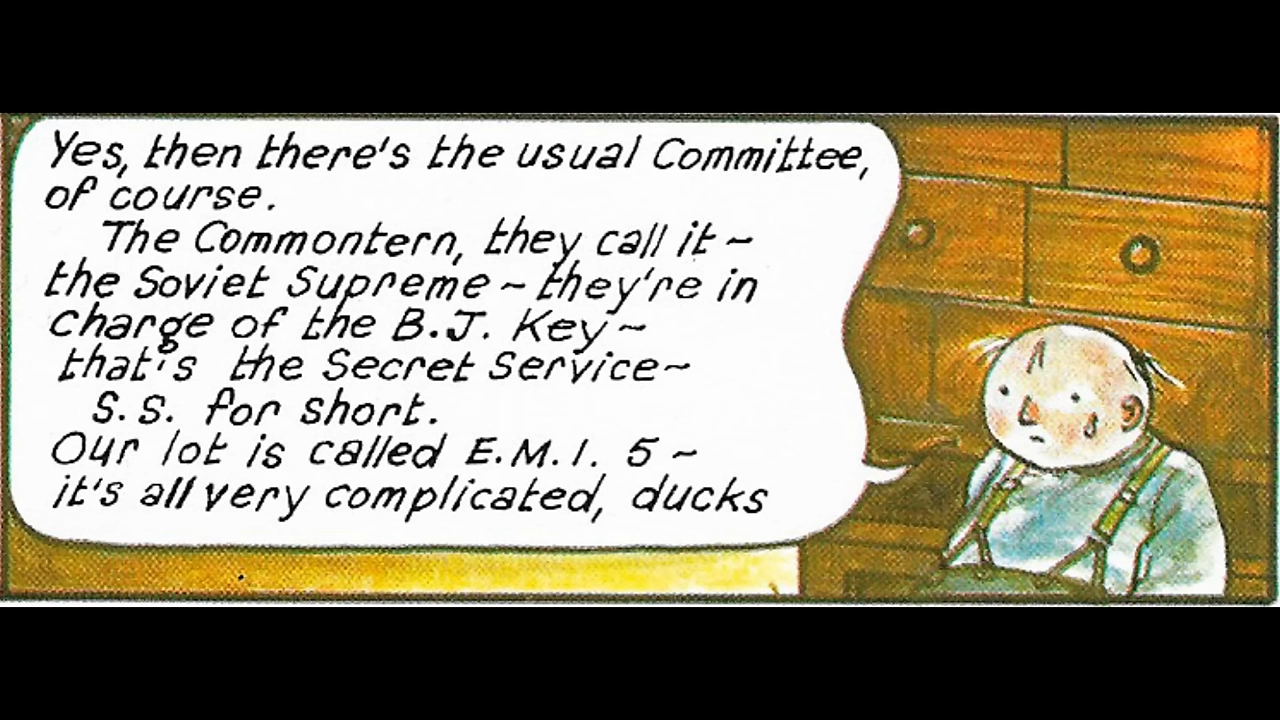 Yes, then there's the usual Committee,
of course.
The Commontern, they call it ~
the Soviet Supreme ~ they're in
charge of the B.J. Key ~
that's the Secret Service ~
S.S. for short.
Our lot is called E.M.I. 5 ~
it's all very complicated, ducks